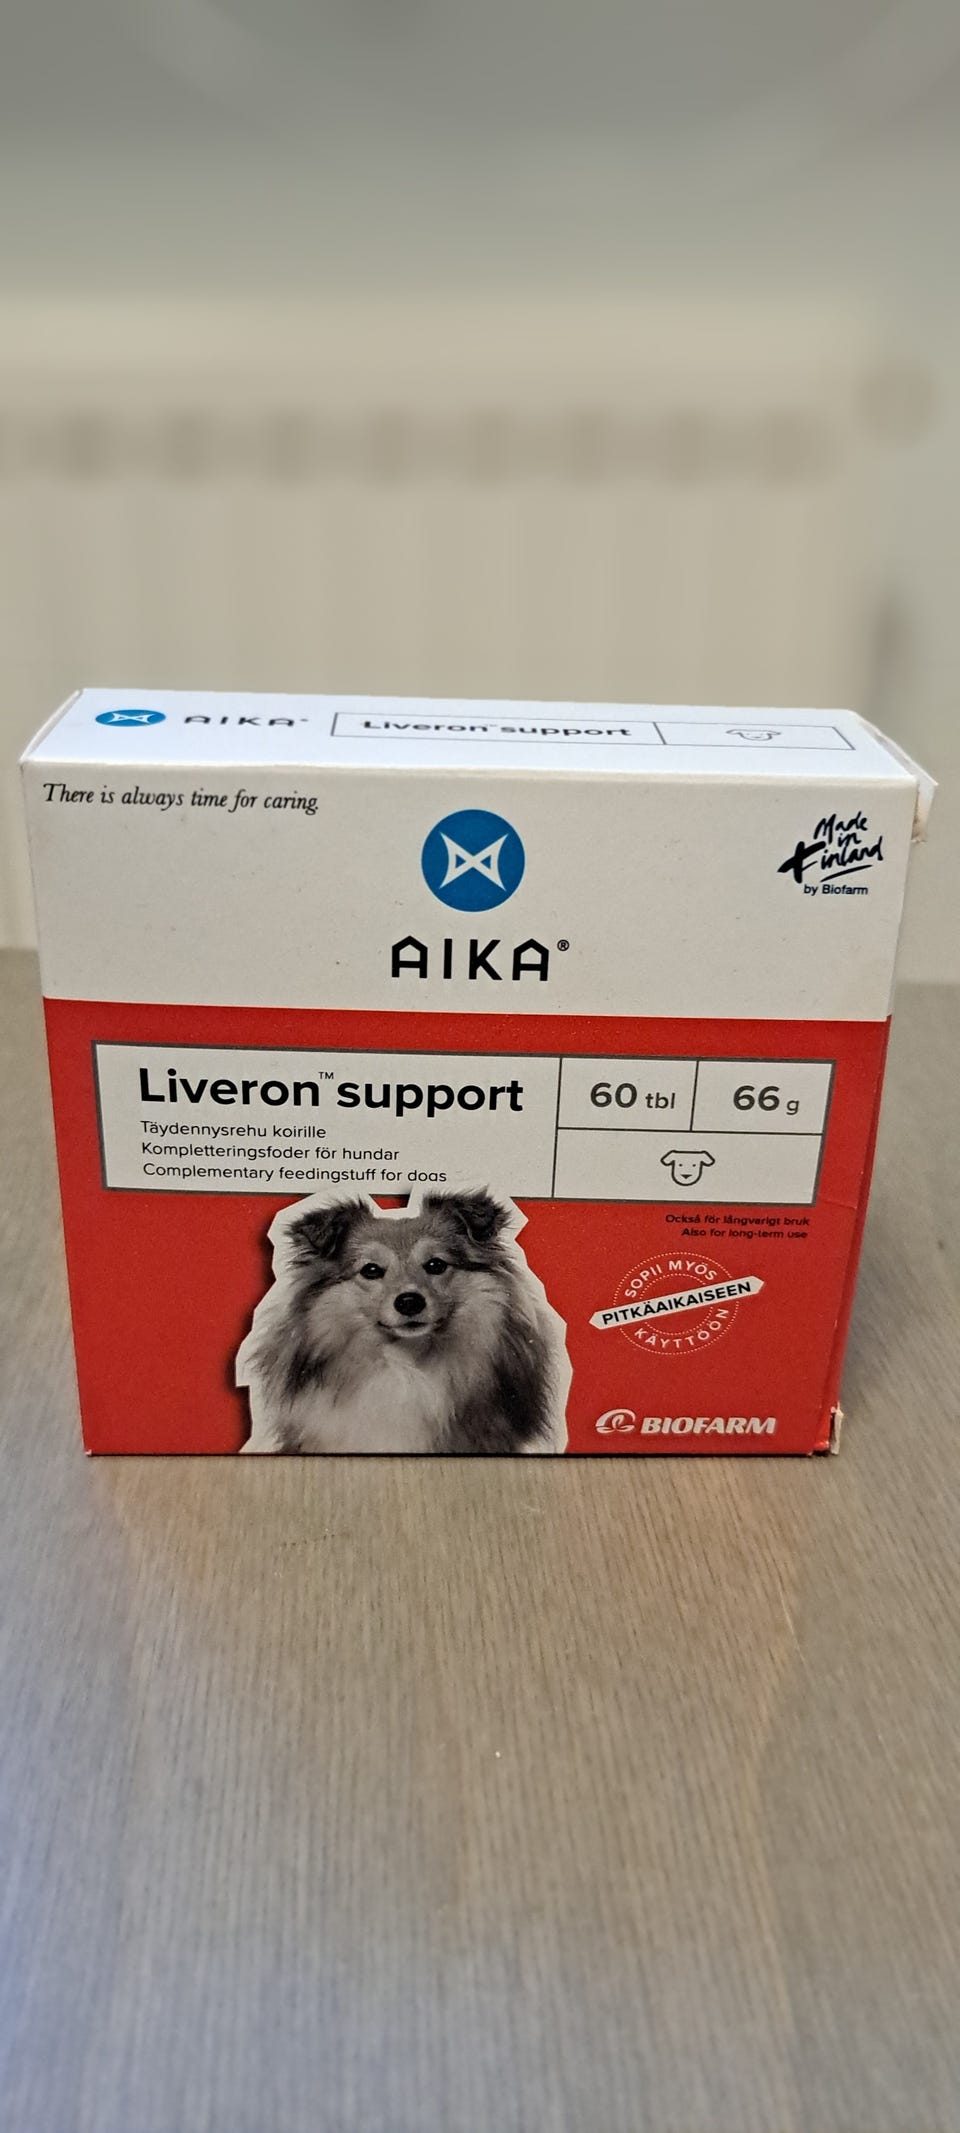 AIKA
Liveron™ support
There is always time for caring.
Made
in
Finland
by Biofarm
AIKA®
Liveron™ support
60 tbl
66 g
Täydennysrehu koirille
Kompletteringsfoder för hundar
Complementary feedingstuff for dogs
Också för långvarigt bruk
Also for long-term use
SOPII MYÖS
PITKÄAIKAISEEN
KÄYTTÖÖN
BIOFARM